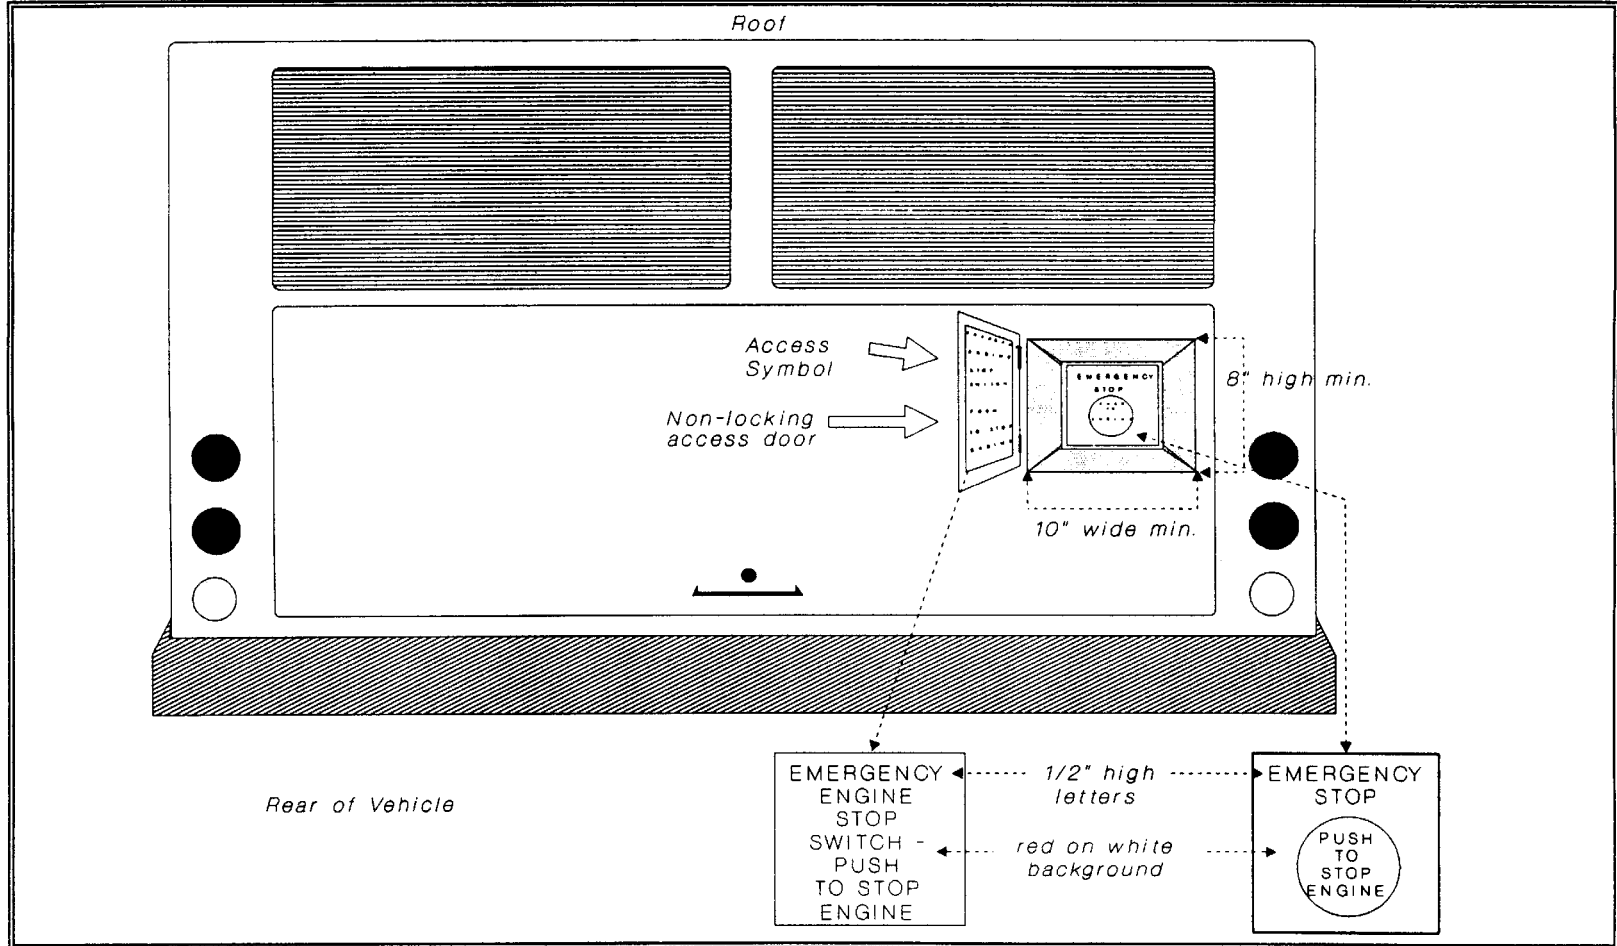 Roof
Access
Symbol
Non-locking
access door
EMERGENCY
STOP
8" high min.
10" wide min.
Rear of Vehicle
EMERGENCY
ENGINE
STOP
SWITCH -
PUSH
TO STOP
ENGINE
1/2" high
letters
red on white
background
EMERGENCY
STOP
PUSH
TO
STOP
ENGINE